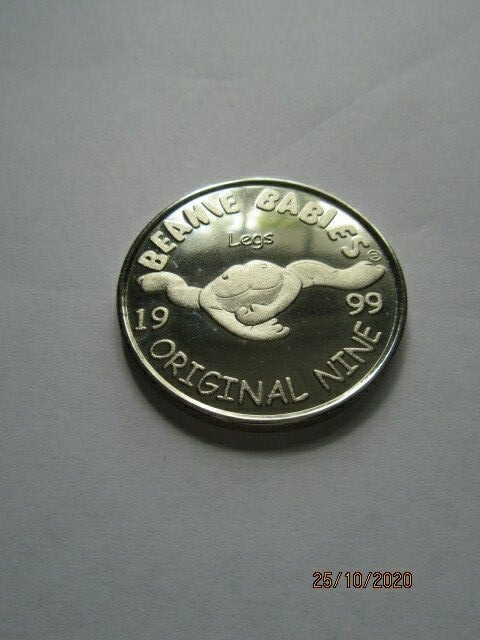 BEANIE BABIES®
Legs
19 99
ORIGINAL NINE
25/10/2020